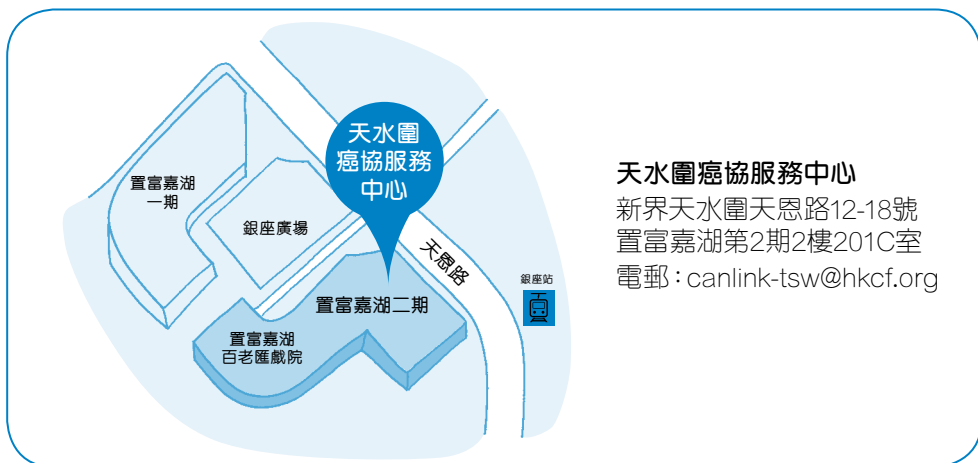 天水圍
癌協服務
中心
置富嘉湖
一期
銀座廣場
天恩路
銀座站
置富嘉湖二期
置富嘉湖
百老匯戲院
天水圍癌協服務中心
新界天水圍天恩路12-18號
置富嘉湖第2期2樓201C室
電郵：canlink-tsw@hkcf.org